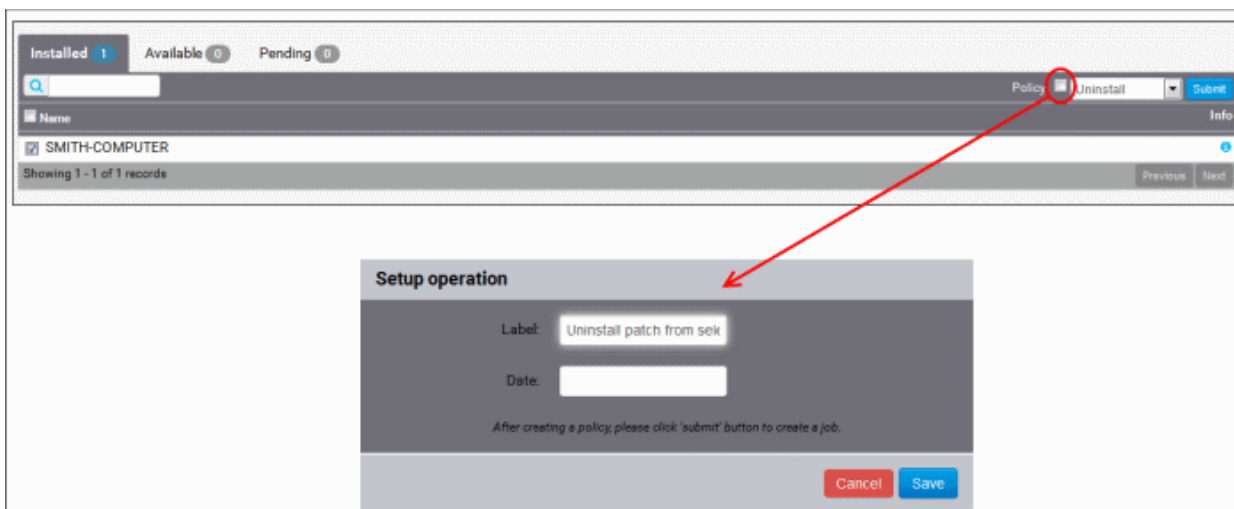 Installed 1 Available 0 Pending 0
Policy Uninstall Submit
Name Info
SMITH-COMPUTER
Showing 1 - 1 of 1 records Previous Next
Setup operation
Label: Uninstall patch from sele
Date:
After creating a policy, please click 'submit' button to create a job.
Cancel Save